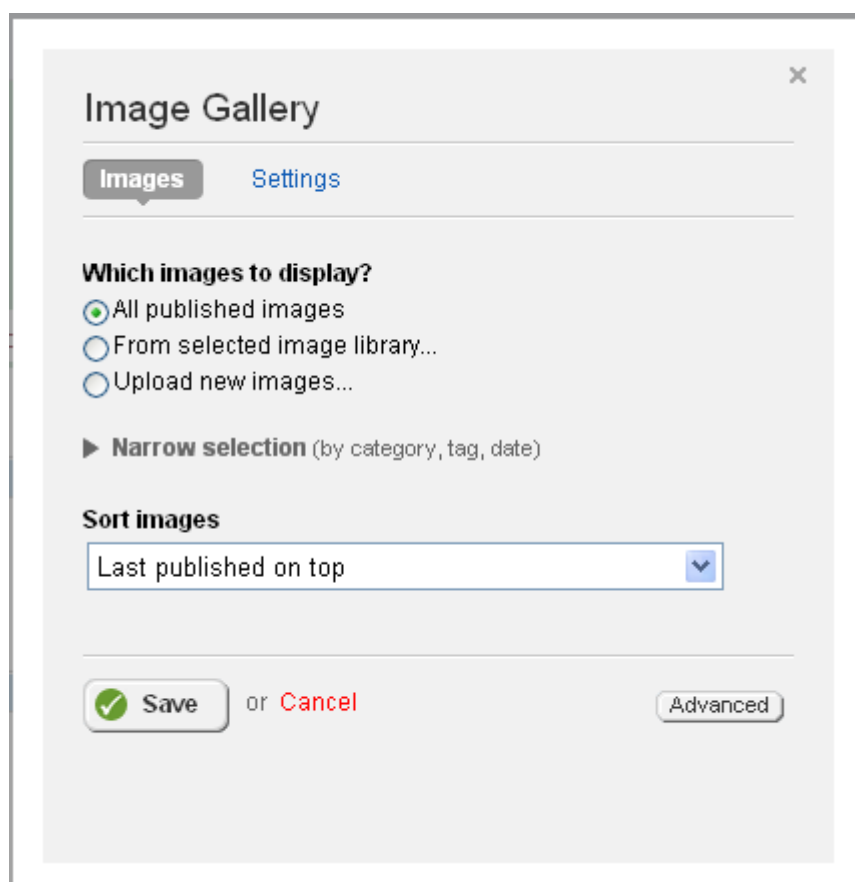 Image Gallery
Images Settings
Which images to display?
All published images
From selected image library...
Upload new images...
Narrow selection (by category, tag, date)
Sort images
Last published on top
Save or Cancel Advanced